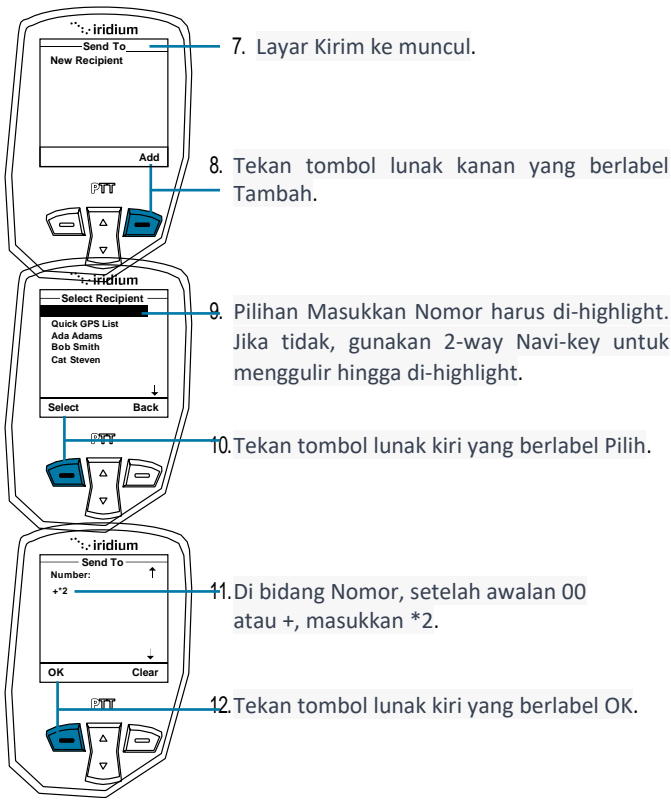 iridium
Send To
New Recipient
Add
PTT
7. Layar Kirim ke muncul.
8. Tekan tombol lunak kanan yang berlabel
Tambah.
iridium
Select Recipient
Quick GPS List
Ada Adams
Bob Smith
Cat Steven
Select Back
PTT
9. Pilihan Masukkan Nomor harus di-highlight.
Jika tidak, gunakan 2-way Navi-key untuk
menggulir hingga di-highlight.
10. Tekan tombol lunak kiri yang berlabel Pilih.
iridium
Send To
Number:
+*2
OK Clear
PTT
11. Di bidang Nomor, setelah awalan 00
atau +, masukkan *2.
12. Tekan tombol lunak kiri yang berlabel OK.